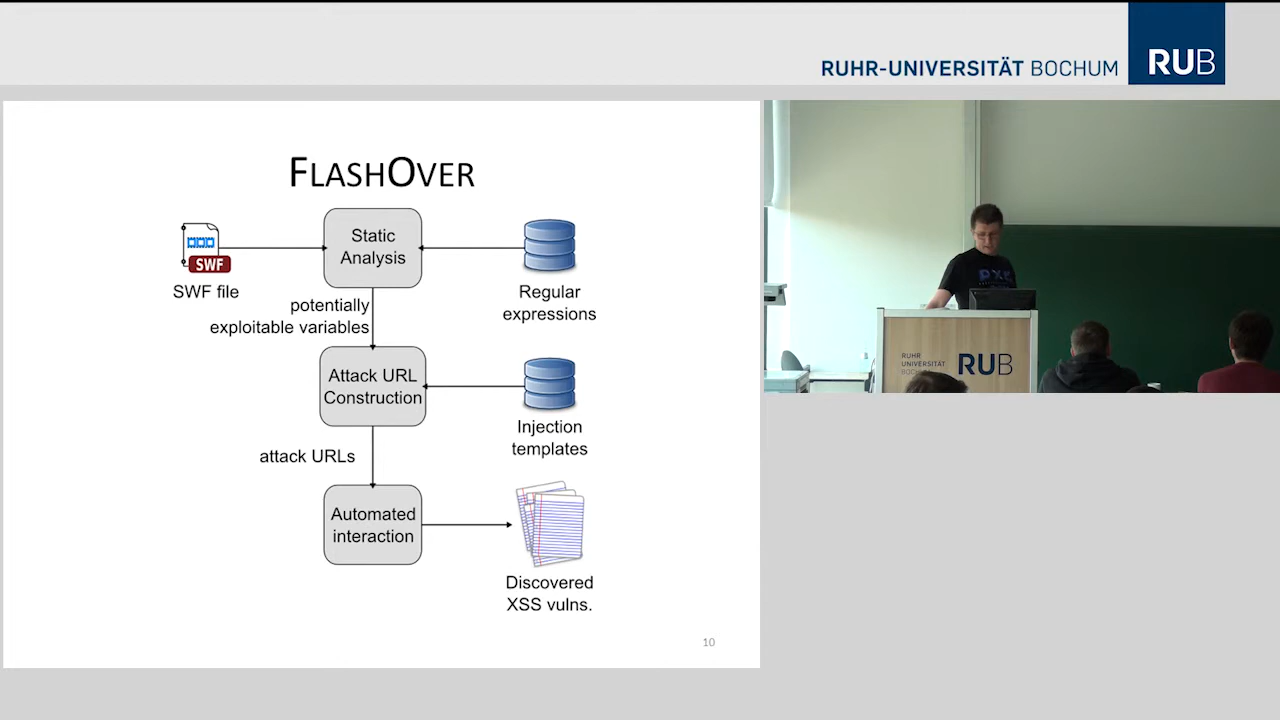 RUHR-UNIVERSITÄT BOCHUM
RUB
FLASHOVER
SWF
SWF file
Static
Analysis
Regular
expressions
potentially
exploitable variables
Attack URL
Construction
Injection
templates
attack URLs
Automated
interaction
Discovered
XSS vulns.
10
RUHR
UNIVERSITÄT
RUB